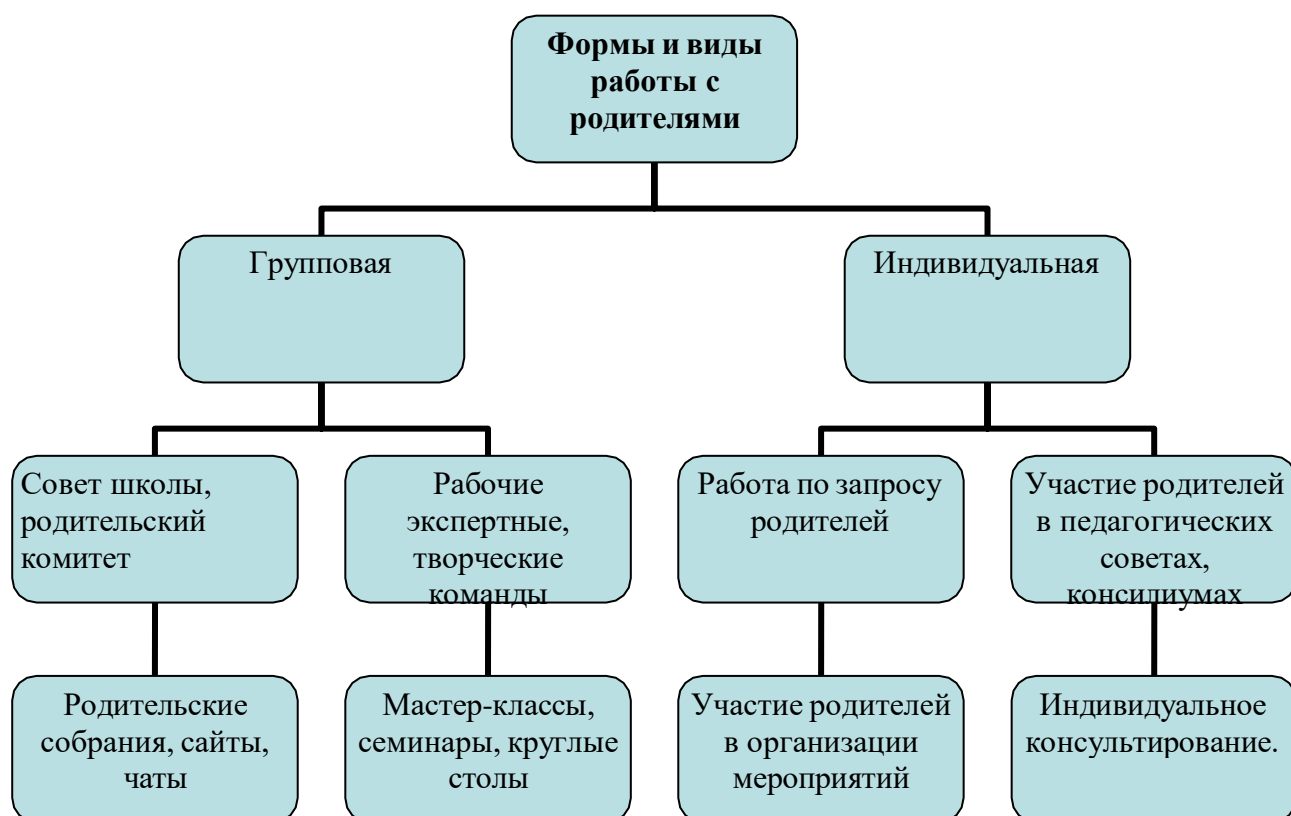 Формы и виды
работы с
родителями
Групповая
Индивидуальная
Совет школы,
родительский
комитет
Рабочие
экспертные,
творческие
команды
Работа по запросу
родителей
Участие родителей
в педагогических
советах,
консилиумах
Родительские
собрания, сайты,
чаты
Мастер-классы,
семинары, круглые
столы
Участие родителей
в организации
мероприятий
Индивидуальное
консультирование.